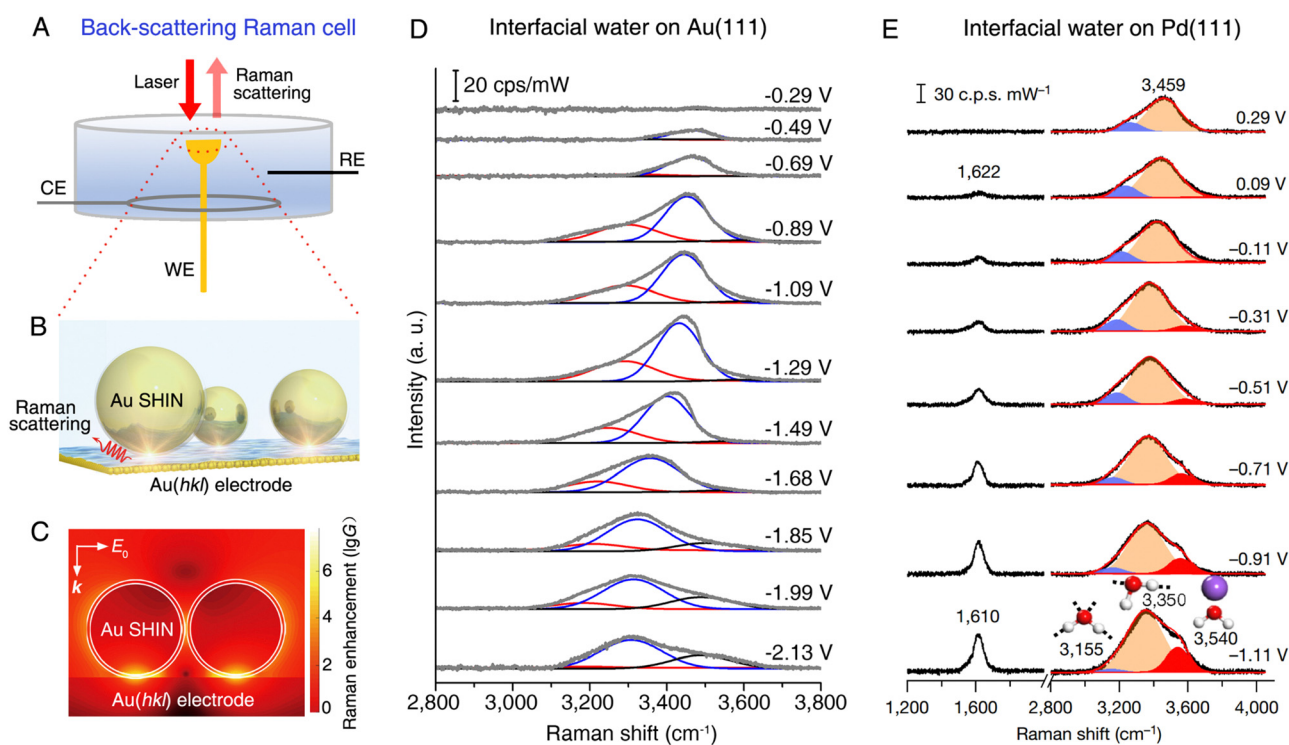 A
Back-scattering Raman cell
Laser
Raman
scattering
RE
CE
WE
B
Au SHIN
Raman
scattering
Au(hkl) electrode
C
E0
k
Au SHIN
Au(hkl) electrode
6
4
2
0
Raman enhancement (lgG)
D
Interfacial water on Au(111)
20 cps/mW
-0.29 V
-0.49 V
-0.69 V
-0.89 V
-1.09 V
-1.29 V
-1.49 V
-1.68 V
-1.85 V
-1.99 V
-2.13 V
Intensity (a. u.)
2,800 3,000 3,200 3,400 3,600 3,800
Raman shift (cm⁻¹)
E
Interfacial water on Pd(111)
30 c.p.s. mW⁻¹
3,459
0.29 V
1,622
0.09 V
−0.11 V
−0.31 V
−0.51 V
−0.71 V
−0.91 V
1,610
3,155
3,350
3,540
−1.11 V
1,200 1,600 2,800 3,200 3,600 4,000
Raman shift (cm⁻¹)